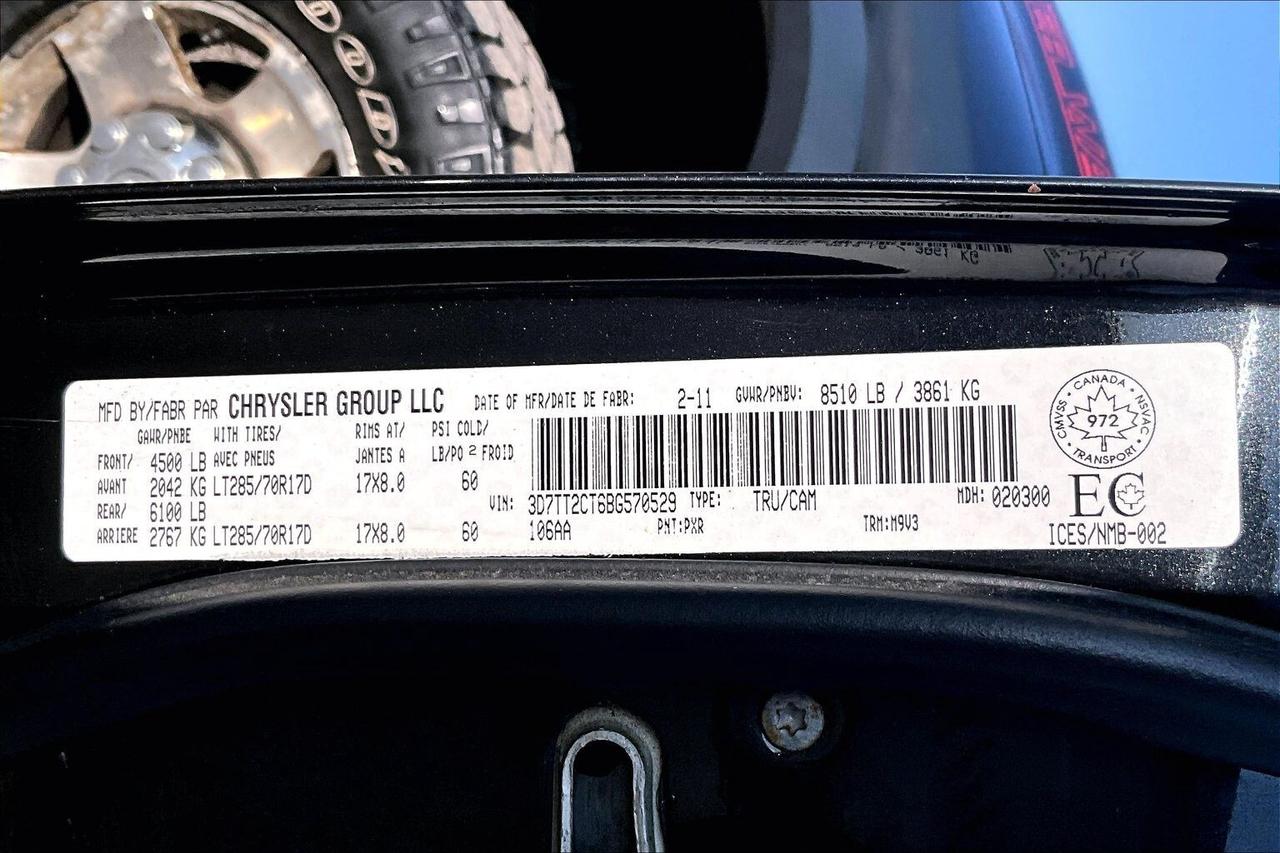 MFD BY/FABR PAR CHRYSLER GROUP LLC DATE OF MFR/DATE DE FABR: 2-11 GVWR/PNBV: 8510 LB / 3861 KG
GAWR/PNBE WITH TIRES/ RIMS AT/ PSI COLD/
FRONT/ 4500 LB AVEC PNEUS JANTES A LB/PO 2 FROID
AVANT 2042 KG LT285/70R17D 17X8.0 60
REAR/ 6100 LB
ARRIERE 2767 KG LT285/70R17D 17X8.0 60
VIN: 3D7TT2CT6BG570529 TYPE: TRU/CAM MDH: 020300
106AA PNT:PXR TRM:M9V3
CANADA
CMVSS 972 NSVAC
TRANSPORT
EC
ICES/NMB-002
3861 KG